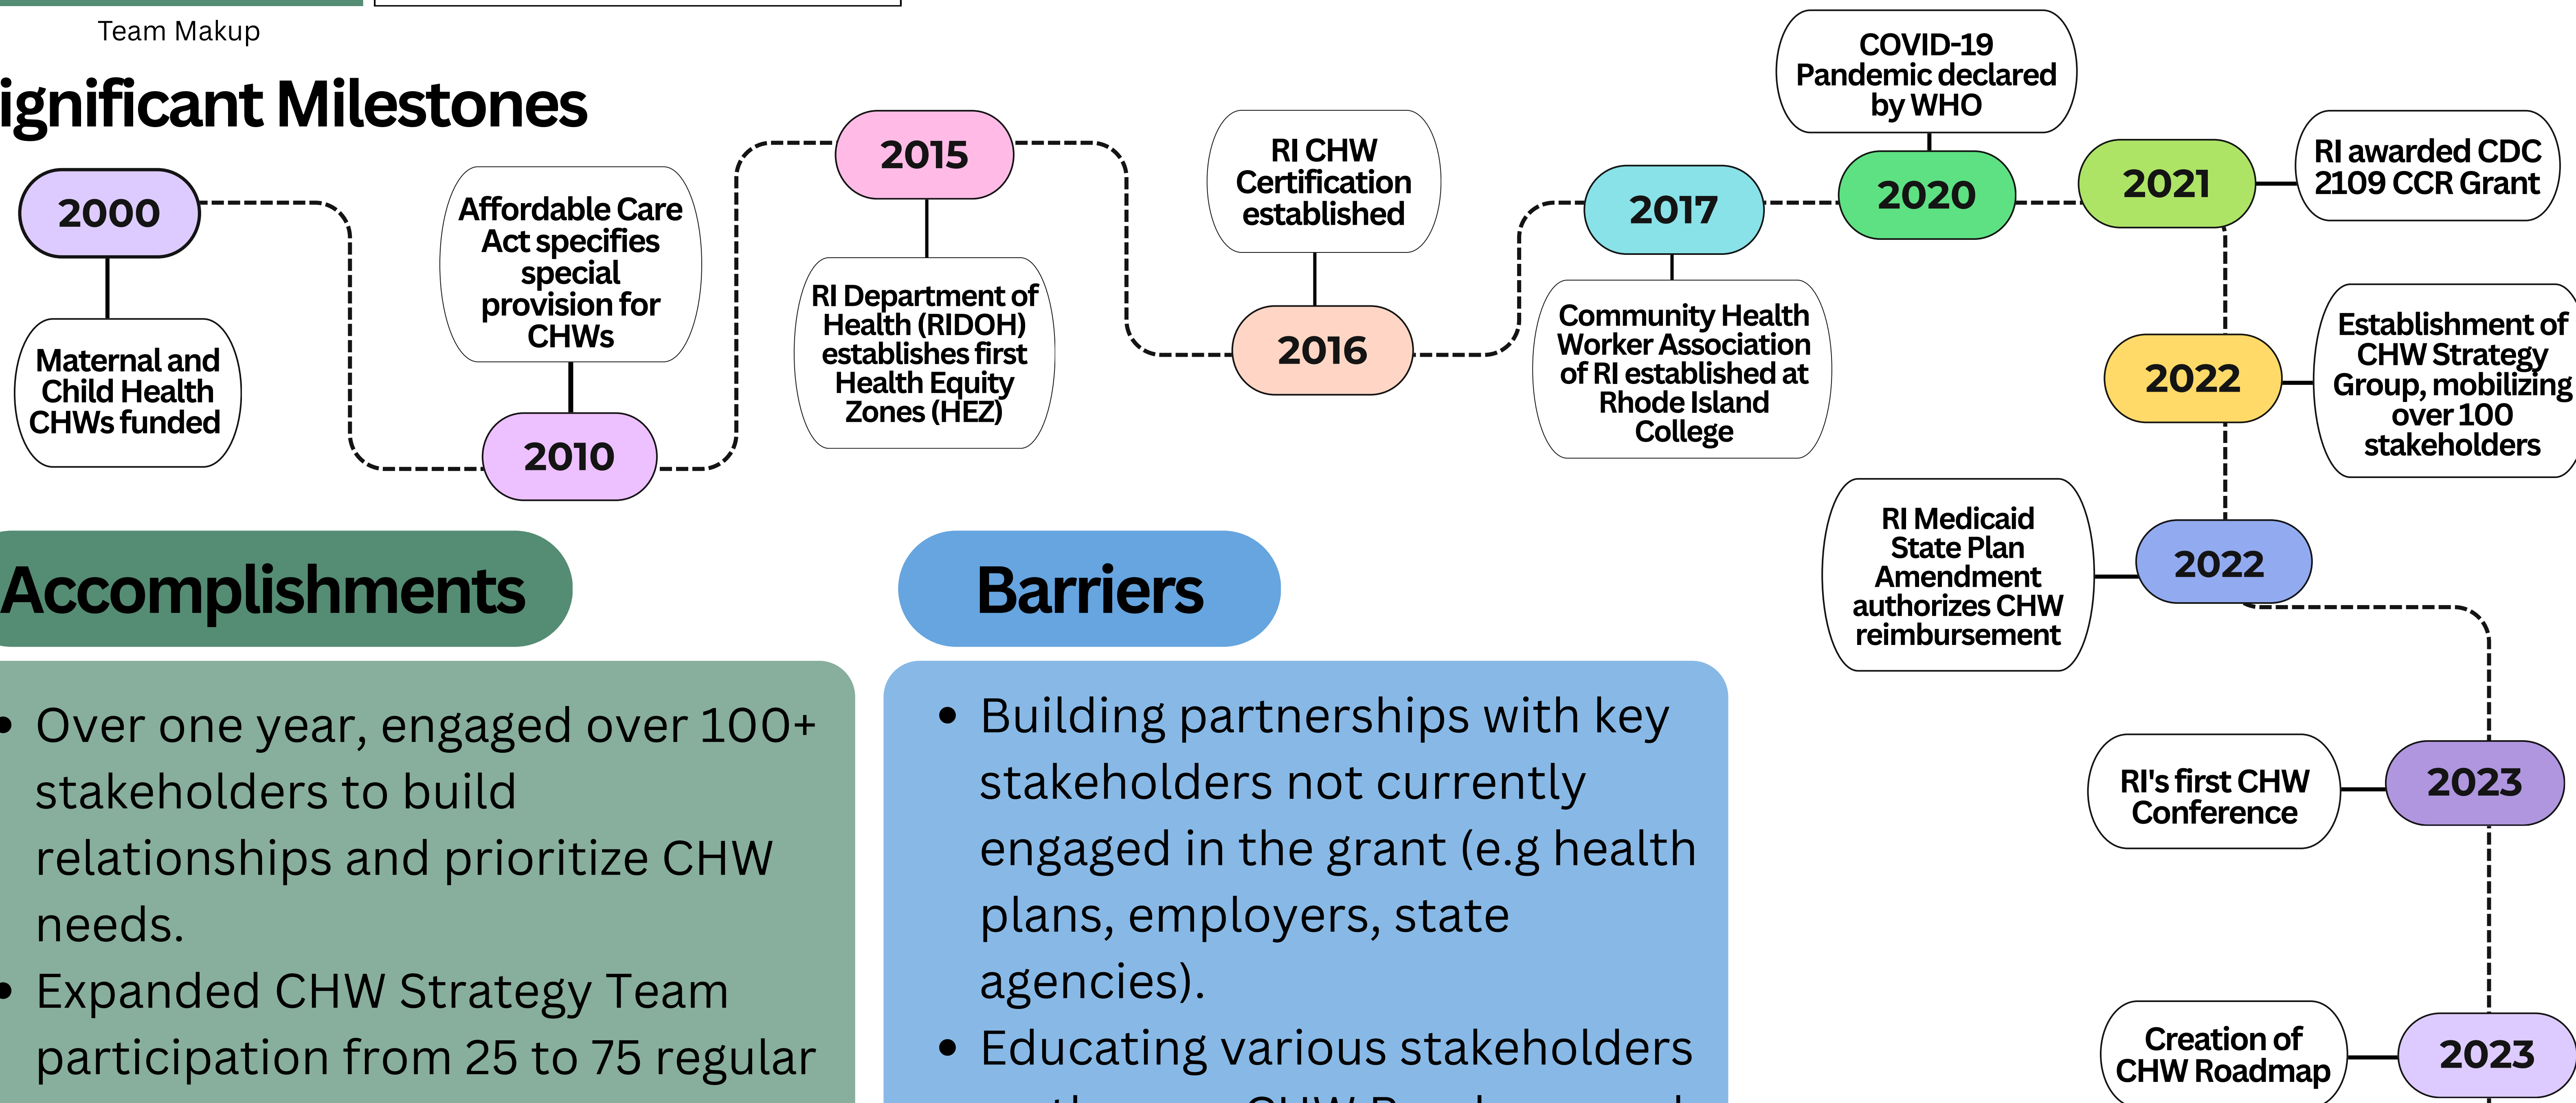 Team Makeup
ignificant Milestones
2000
Maternal and
Child Health
CHWs funded
Affordable Care
Act specifies
special
provision for
CHWs
2010
2015
RI Department of
Health (RIDOH)
establishes first
Health Equity
Zones (HEZ)
RI CHW
Certification
established
2016
2017
Community Health
Worker Association
of RI established at
Rhode Island
College
COVID-19
Pandemic declared
by WHO
2020
2021
RI awarded CDC
2109 CCR Grant
2022
Establishment of
CHW Strategy
Group, mobilizing
over 100
stakeholders
RI Medicaid
State Plan
Amendment
authorizes CHW
reimbursement
2022
RI's first CHW
Conference
2023
Creation of
CHW Roadmap
2023
Accomplishments
• Over one year, engaged over 100+
stakeholders to build
relationships and prioritize CHW
needs.
• Expanded CHW Strategy Team
participation from 25 to 75 regular
Barriers
• Building partnerships with key
stakeholders not currently
engaged in the grant (e.g health
plans, employers, state
agencies).
• Educating various stakeholders